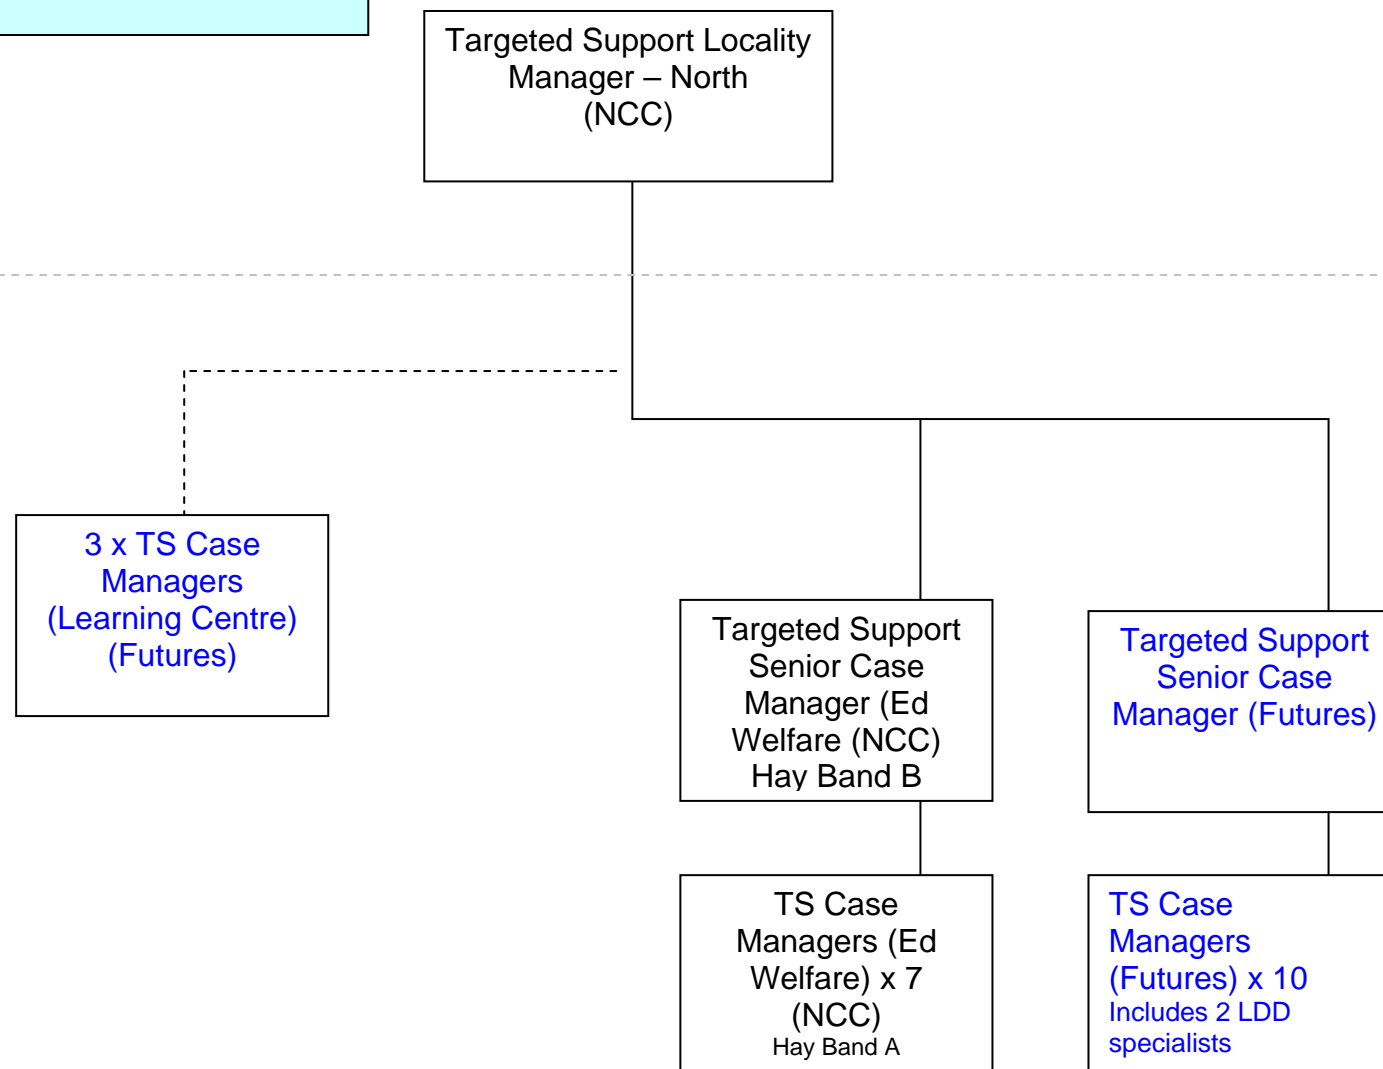 Targeted Support Locality
Manager – North
(NCC)
3 x TS Case
Managers
(Learning Centre)
(Futures)
Targeted Support
Senior Case
Manager (Ed
Welfare (NCC)
Hay Band B
Targeted Support
Senior Case
Manager (Futures)
TS Case
Managers (Ed
Welfare) x 7
(NCC)
Hay Band A
TS Case
Managers
(Futures) x 10
Includes 2 LDD
specialists